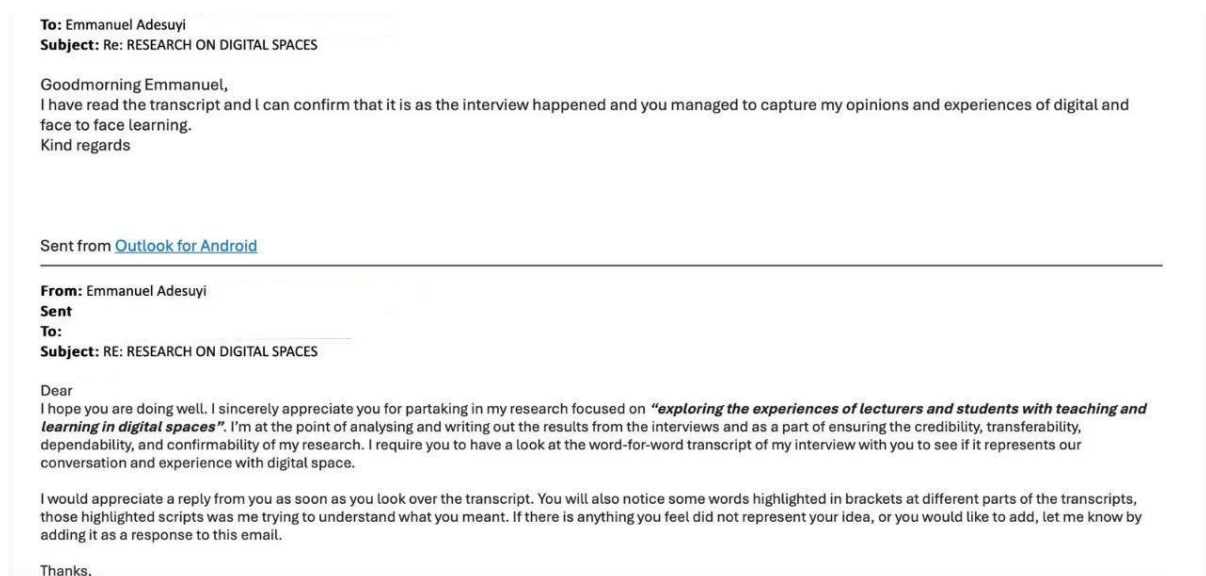 To: Emmanuel Adesuyi
Subject: Re: RESEARCH ON DIGITAL SPACES
Goodmorning Emmanuel,
I have read the transcript and l can confirm that it is as the interview happened and you managed to capture my opinions and experiences of digital and
face to face learning.
Kind regards
Sent from Outlook for Android
From: Emmanuel Adesuyi
Sent
To:
Subject: RE: RESEARCH ON DIGITAL SPACES
Dear
I hope you are doing well. I sincerely appreciate you for partaking in my research focused on “exploring the experiences of lecturers and students with teaching and
learning in digital spaces”. I’m at the point of analysing and writing out the results from the interviews and as a part of ensuring the credibility, transferability,
dependability, and confirmability of my research. I require you to have a look at the word-for-word transcript of my interview with you to see if it represents our
conversation and experience with digital space.
I would appreciate a reply from you as soon as you look over the transcript. You will also notice some words highlighted in brackets at different parts of the transcripts,
those highlighted scripts was me trying to understand what you meant. If there is anything you feel did not represent your idea, or you would like to add, let me know by
adding it as a response to this email.
Thanks,